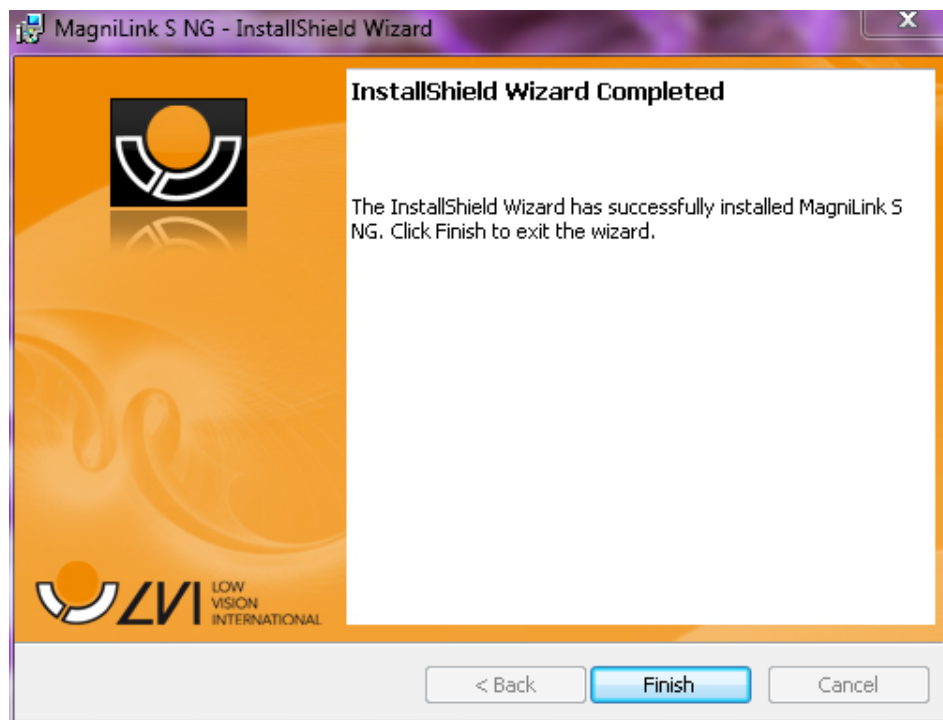 MagniLink S NG - InstallShield Wizard
X
InstallShield Wizard Completed
The InstallShield Wizard has successfully installed MagniLink S
NG. Click Finish to exit the wizard.
LVI
LOW
VISION
INTERNATIONAL
< Back
Finish
Cancel